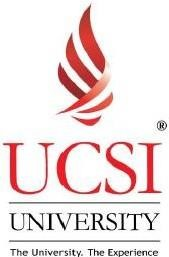 ®
UCSI
UNIVERSITY
The University. The Experience